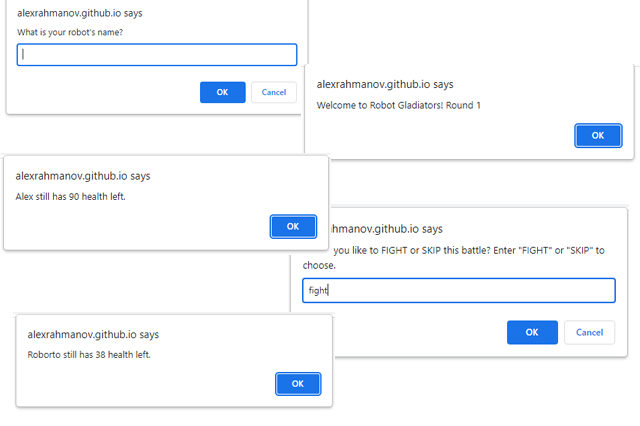 alexrahmanov.github.io says
What is your robot's name?
OK
Cancel
alexrahmanov.github.io says
Welcome to Robot Gladiators! Round 1
OK
alexrahmanov.github.io says
Alex still has 90 health left.
OK
ahmanov.github.io says
you like to FIGHT or SKIP this battle? Enter "FIGHT" or "SKIP" to
choose.
fight
OK
Cancel
alexrahmanov.github.io says
Roborto still has 38 health left.
OK